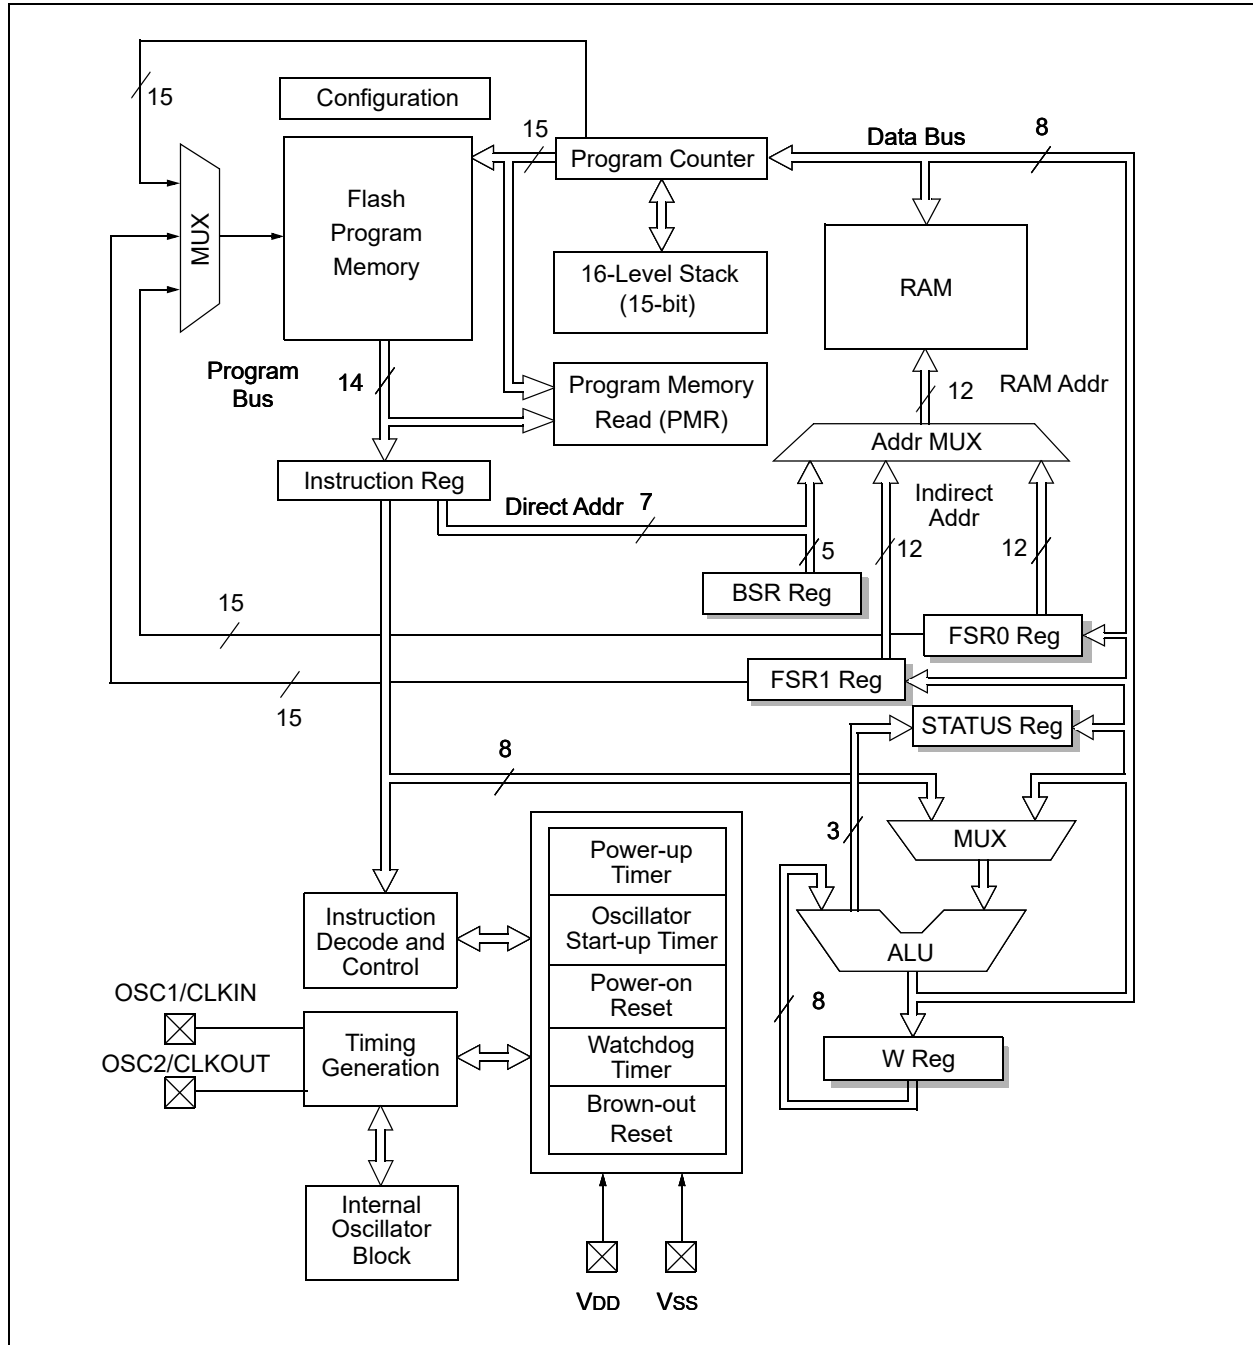 15
Configuration
15
Program Counter
Data Bus
8
MUX
Flash
Program
Memory
16-Level Stack
(15-bit)
RAM
Program
Bus
14
Program Memory
Read (PMR)
12
RAM Addr
Addr MUX
Instruction Reg
Direct Addr
7
Indirect
Addr
5
12
12
BSR Reg
15
FSR0 Reg
FSR1 Reg
15
STATUS Reg
8
3
MUX
Power-up
Timer
Oscillator
Start-up Timer
Power-on
Reset
Watchdog
Timer
Brown-out
Reset
Instruction
Decode and
Control
ALU
8
W Reg
OSC1/CLKIN
OSC2/CLKOUT
Timing
Generation
Internal
Oscillator
Block
VDD
VSS